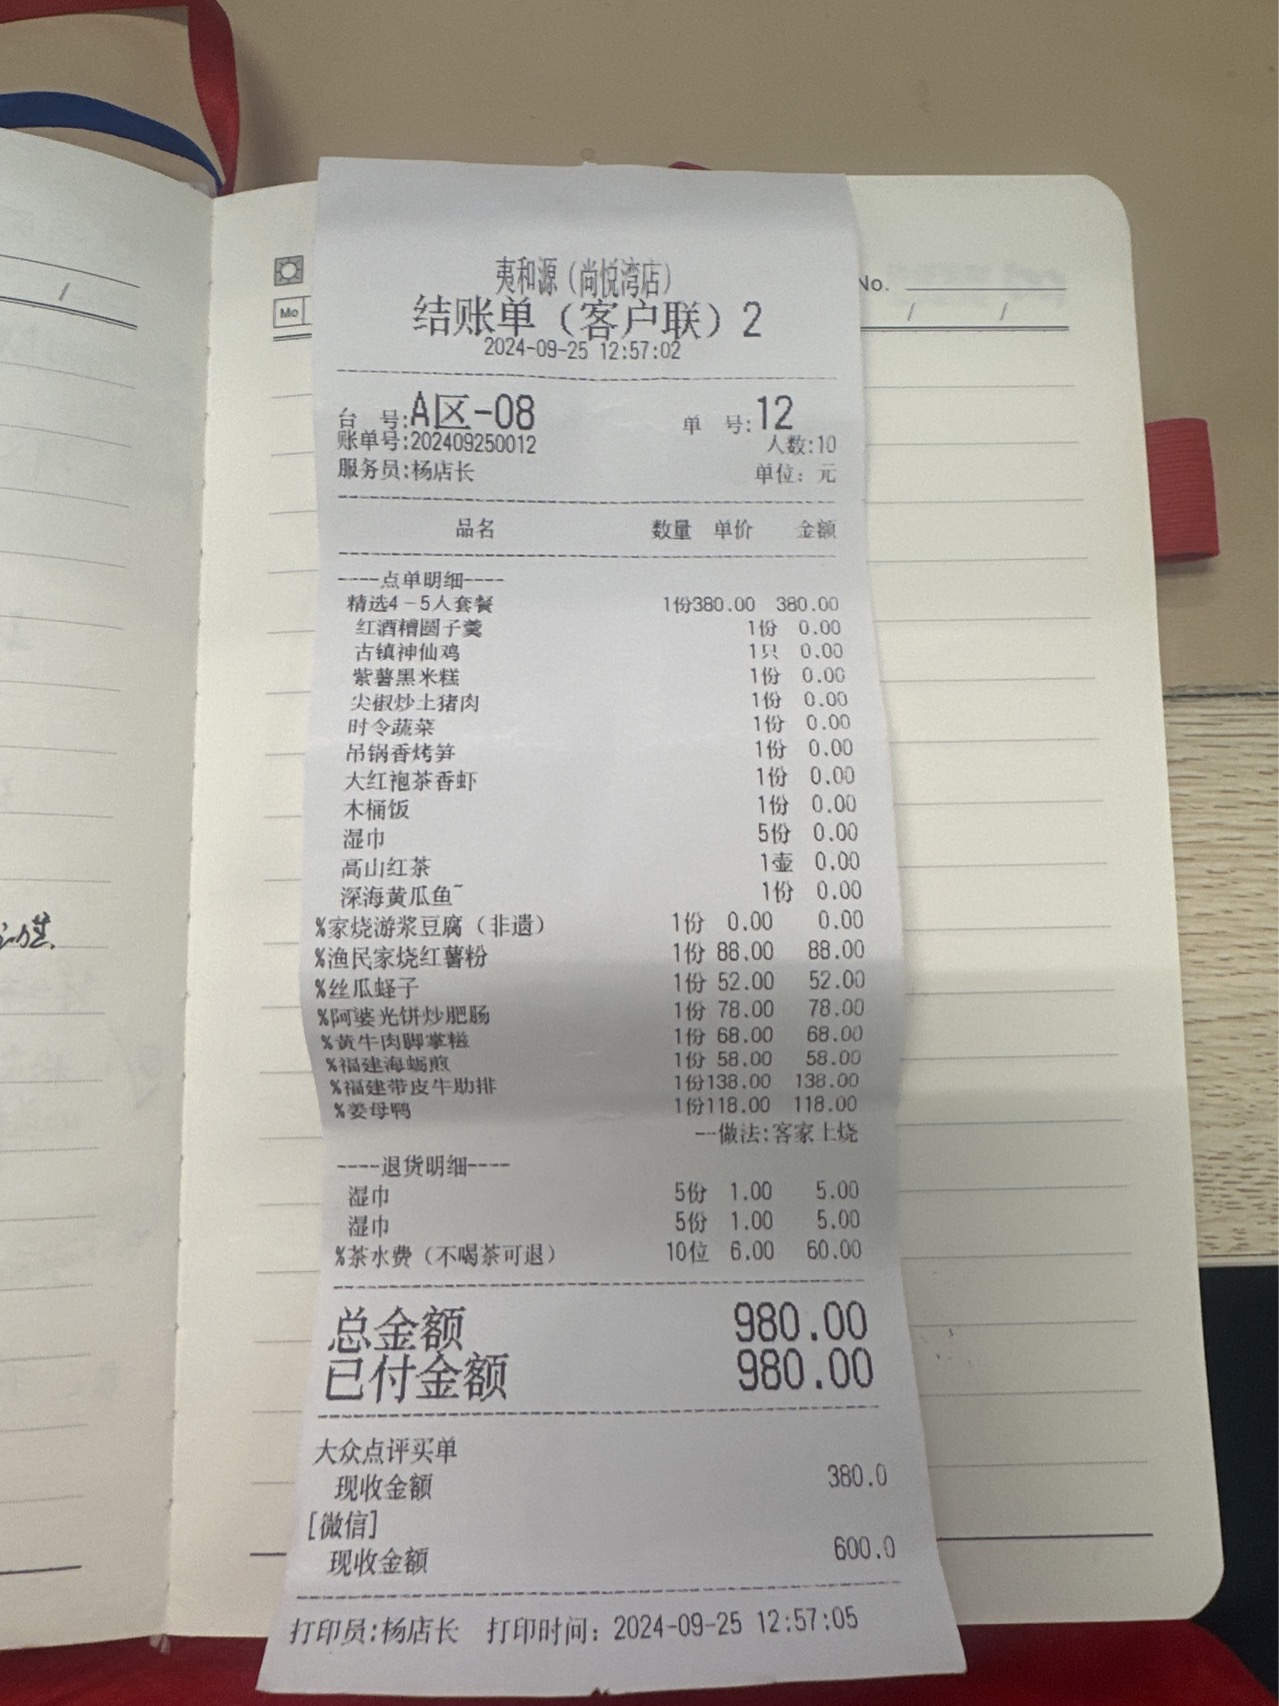 夷和源（尚悦湾店）
结账单（客户联）2
2024-09-25 12:57:02
台 号:A区-08 单 号:12
账单号:202409250012 人数:10
服务员:杨店长 单位：元
品名 数量 单价 金额
----点单明细----
精选4-5人套餐 1份380.00 380.00
红酒糟圆子羹 1份 0.00
古镇神仙鸡 1只 0.00
紫薯黑米糕 1份 0.00
尖椒炒土猪肉 1份 0.00
时令蔬菜 1份 0.00
吊锅香烤笋 1份 0.00
大红袍茶香虾 1份 0.00
木桶饭 1份 0.00
湿巾 5份 0.00
高山红茶 1壶 0.00
深海黄瓜鱼~ 1份 0.00
%家烧游浆豆腐（非遗） 1份 0.00 0.00
%渔民家烧红薯粉 1份 88.00 88.00
%丝瓜蛏子 1份 52.00 52.00
%阿婆光饼炒肥肠 1份 78.00 78.00
%黄牛肉脚掌糍 1份 68.00 68.00
%福建海蛎煎 1份 58.00 58.00
%福建带皮牛肋排 1份138.00 138.00
%姜母鸭 1份118.00 118.00
--做法:客家上烧
----退货明细----
湿巾 5份 1.00 5.00
湿巾 5份 1.00 5.00
%茶水费（不喝茶可退） 10位 6.00 60.00
总金额 980.00
已付金额 980.00
大众点评买单
现收金额 380.0
[微信]
现收金额 600.0
打印员:杨店长 打印时间：2024-09-25 12:57:05
No.
Mo